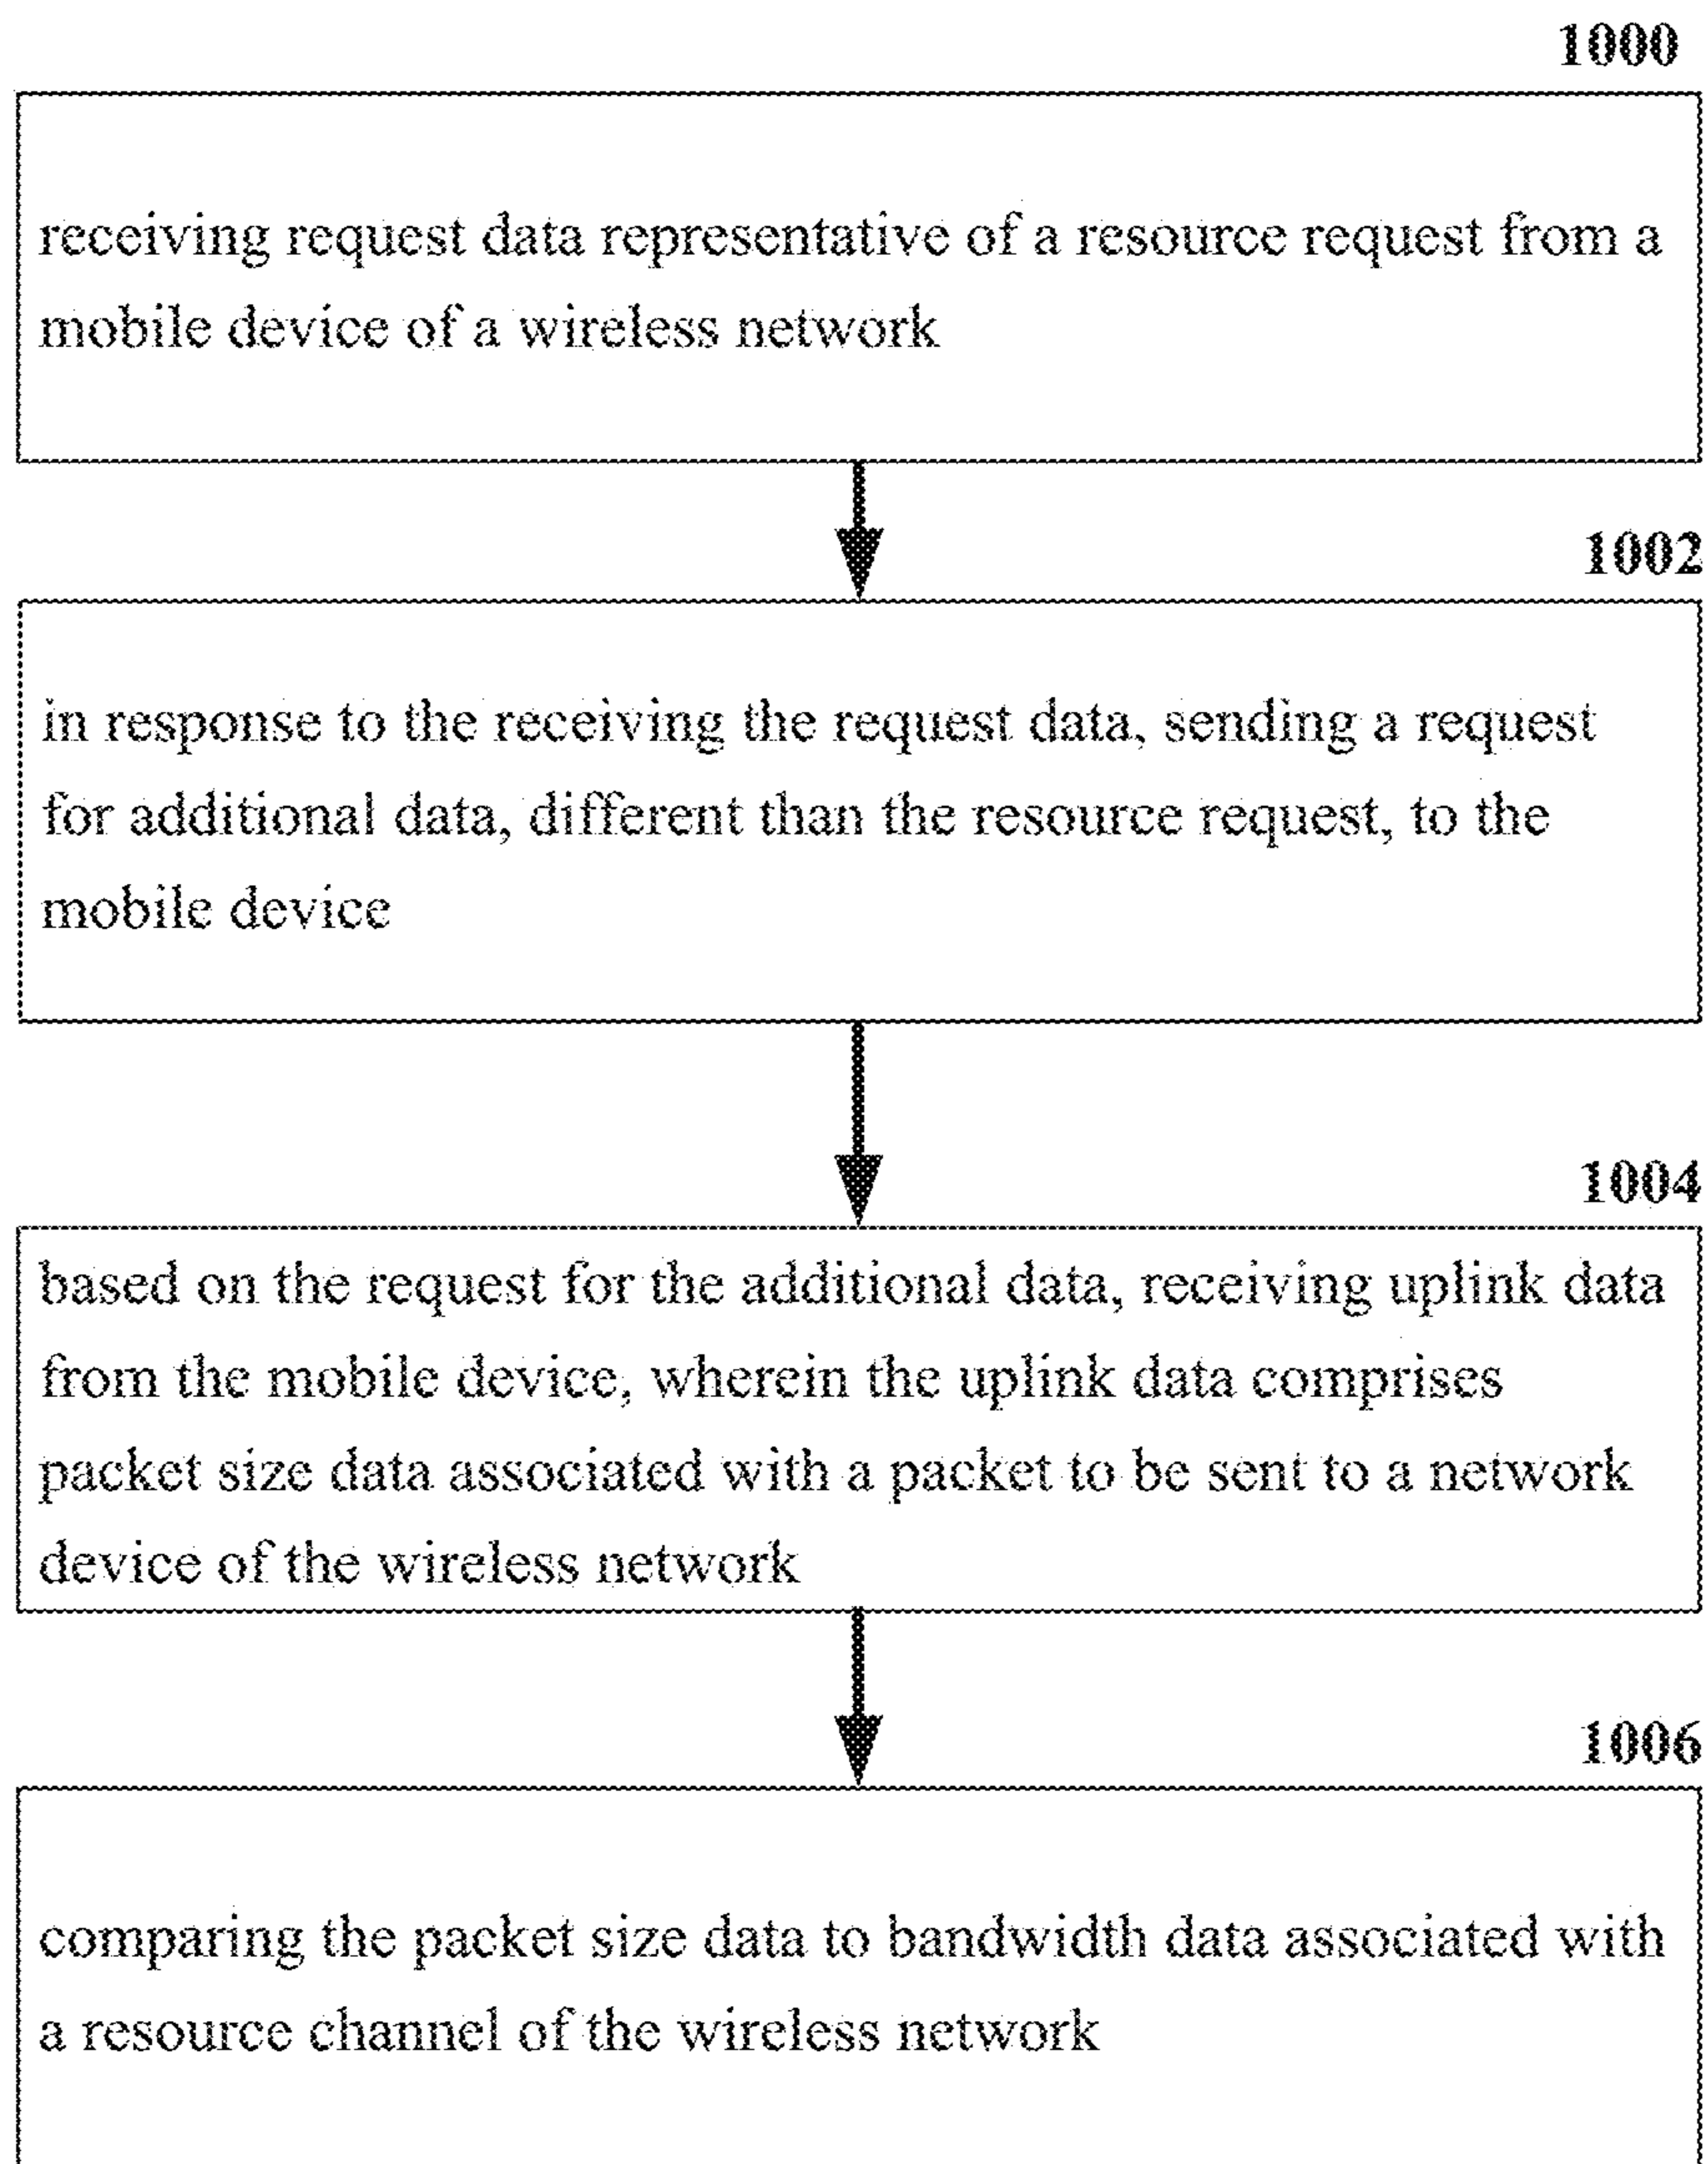 1000
receiving request data representative of a resource request from a
mobile device of a wireless network
1002
in response to the receiving the request data, sending a request
for additional data, different than the resource request, to the
mobile device
1004
based on the request for the additional data, receiving uplink data
from the mobile device, wherein the uplink data comprises
packet size data associated with a packet to be sent to a network
device of the wireless network
1006
comparing the packet size data to bandwidth data associated with
a resource channel of the wireless network